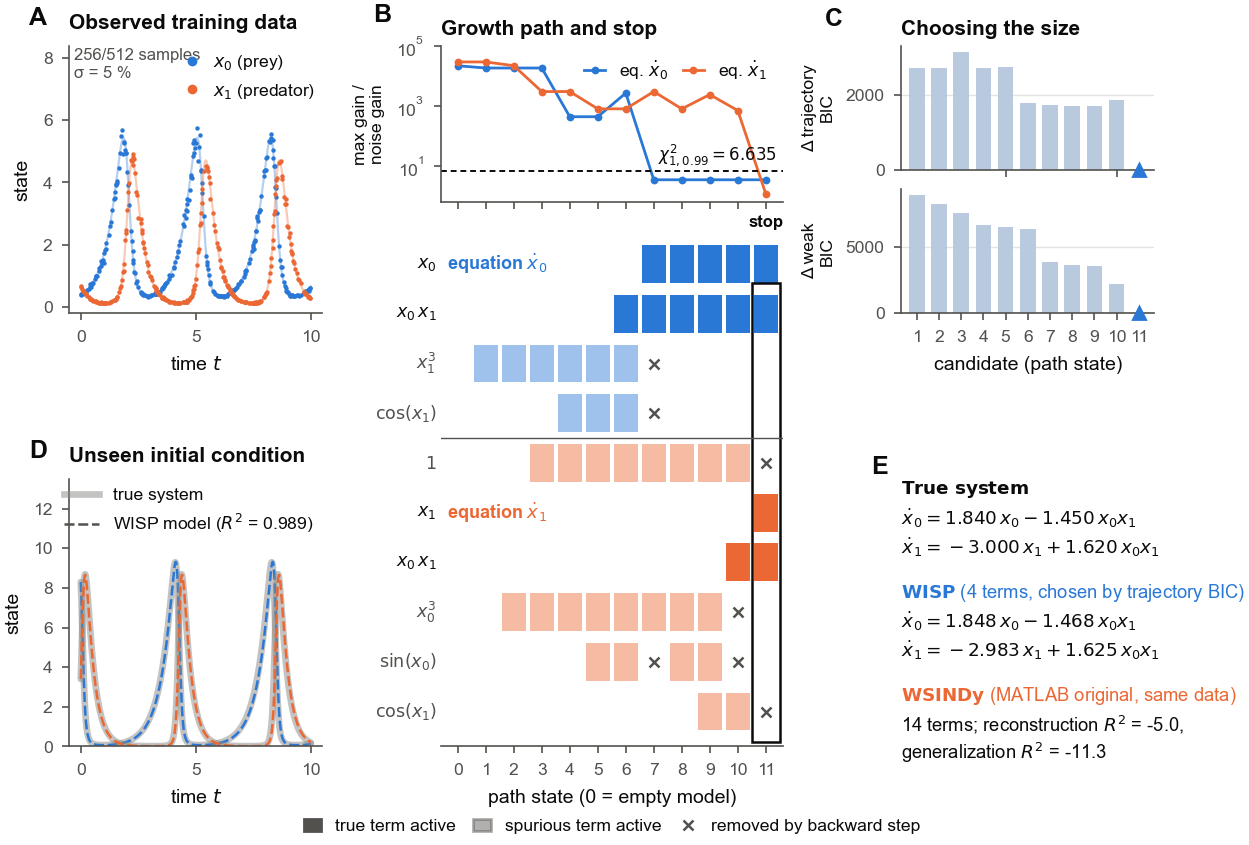 A
Observed training data
256/512 samples
σ = 5 %
x₀ (prey)
x₁ (predator)
8
6
4
2
0
state
0
5
10
time t
B
Growth path and stop
max gain /
noise gain
10⁵
10³
10¹
eq. ẋ₀
eq. ẋ₁
χ²₁,₀.₉₉ = 6.635
stop
x₀
equation ẋ₀
x₀ x₁
x₁³
×
cos(x₁)
×
1
×
x₁
equation ẋ₁
x₀ x₁
x₀³
×
sin(x₀)
× ×
cos(x₁)
×
0 1 2 3 4 5 6 7 8 9 10 11
path state (0 = empty model)
C
Choosing the size
Δ trajectory
BIC
2000
0
Δ weak
BIC
5000
0
1 2 3 4 5 6 7 8 9 10 11
candidate (path state)
D
Unseen initial condition
true system
WISP model (R² = 0.989)
12
10
8
6
4
2
0
state
0
5
10
time t
E
True system
ẋ₀ = 1.840 x₀ − 1.450 x₀x₁
ẋ₁ = −3.000 x₁ + 1.620 x₀x₁
WISP (4 terms, chosen by trajectory BIC)
ẋ₀ = 1.848 x₀ − 1.468 x₀x₁
ẋ₁ = −2.983 x₁ + 1.625 x₀x₁
WSINDy (MATLAB original, same data)
14 terms; reconstruction R² = -5.0,
generalization R² = -11.3
true term active
spurious term active
× removed by backward step